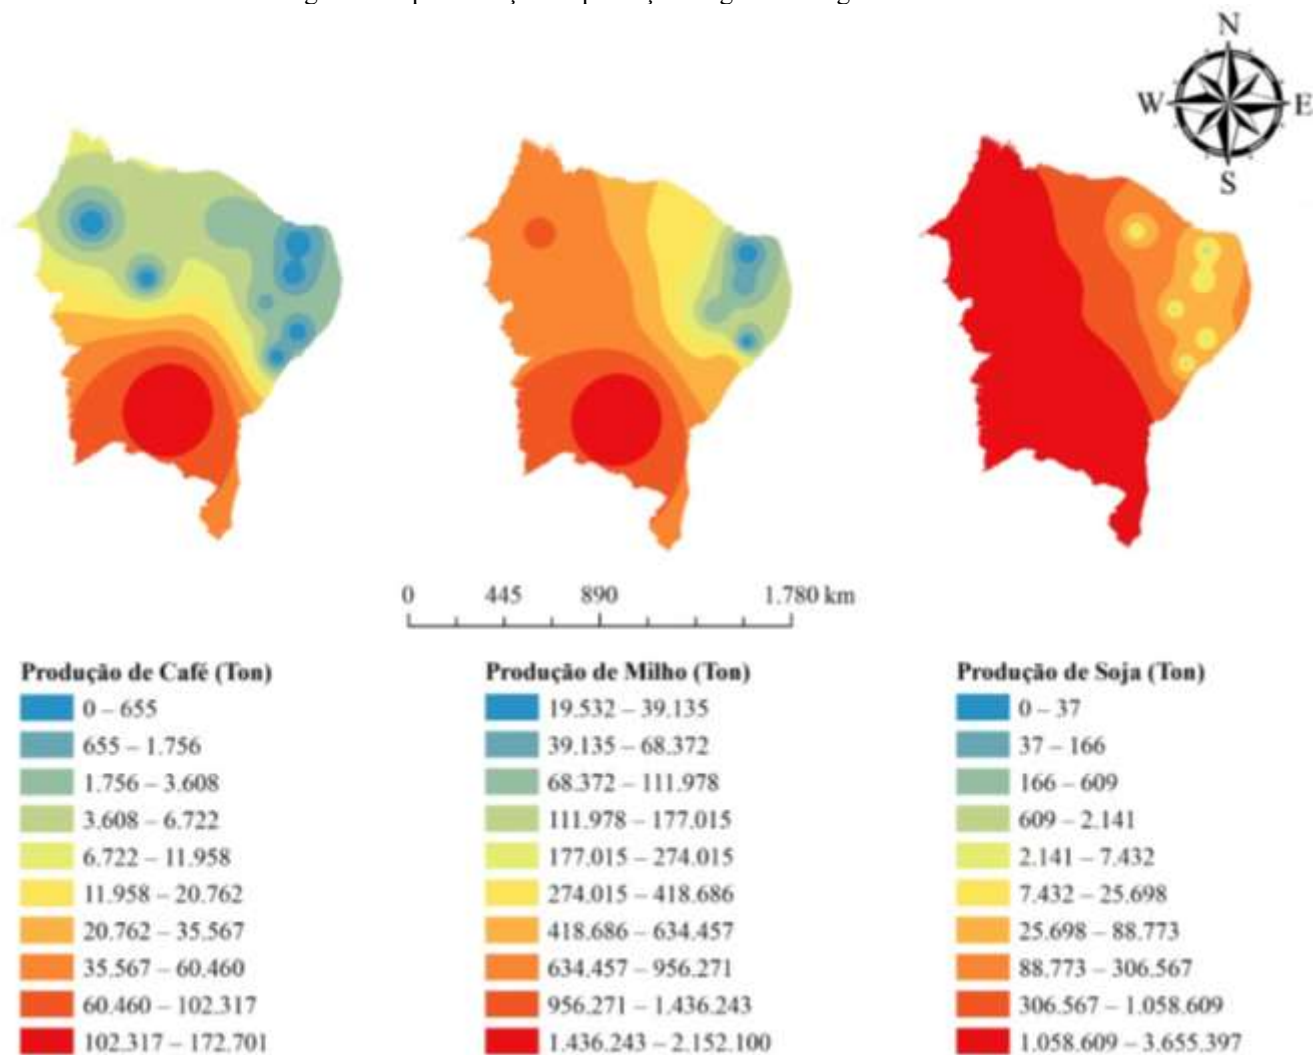 N
W E
S
0 445 890 1.780 km
Produção de Café (Ton)
0 – 655
655 – 1.756
1.756 – 3.608
3.608 – 6.722
6.722 – 11.958
11.958 – 20.762
20.762 – 35.567
35.567 – 60.460
60.460 – 102.317
102.317 – 172.701
Produção de Milho (Ton)
19.532 – 39.135
39.135 – 68.372
68.372 – 111.978
111.978 – 177.015
177.015 – 274.015
274.015 – 418.686
418.686 – 634.457
634.457 – 956.271
956.271 – 1.436.243
1.436.243 – 2.152.100
Produção de Soja (Ton)
0 – 37
37 – 166
166 – 609
609 – 2.141
2.141 – 7.432
7.432 – 25.698
25.698 – 88.773
88.773 – 306.567
306.567 – 1.058.609
1.058.609 – 3.655.397